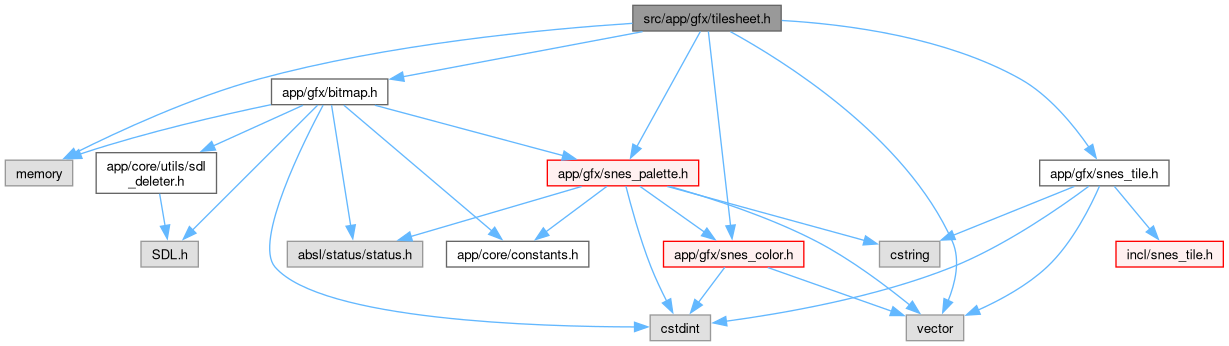 src/app/gfx/tilesheet.h
app/gfx/bitmap.h
memory
app/core/utils/sdl
_deleter.h
app/gfx/snes_palette.h
app/gfx/snes_tile.h
SDL.h
absl/status/status.h
app/core/constants.h
app/gfx/snes_color.h
cstring
incl/snes_tile.h
cstdint
vector